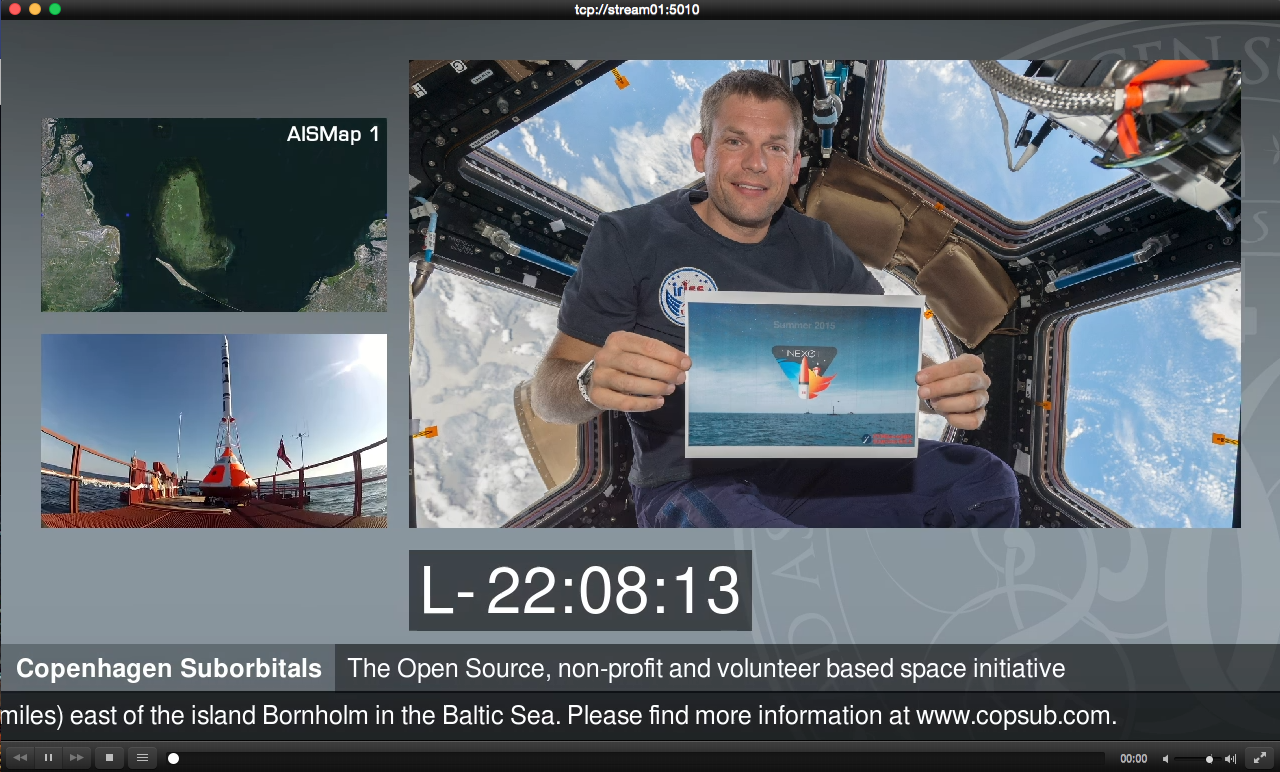 tcp://stream01:5010
AISMap 1
iriss
Summer 2015
NEXØ I
L- 22:08:13
Copenhagen Suborbitals The Open Source, non-profit and volunteer based space initiative
miles) east of the island Bornholm in the Baltic Sea. Please find more information at www.copsub.com.
00:00